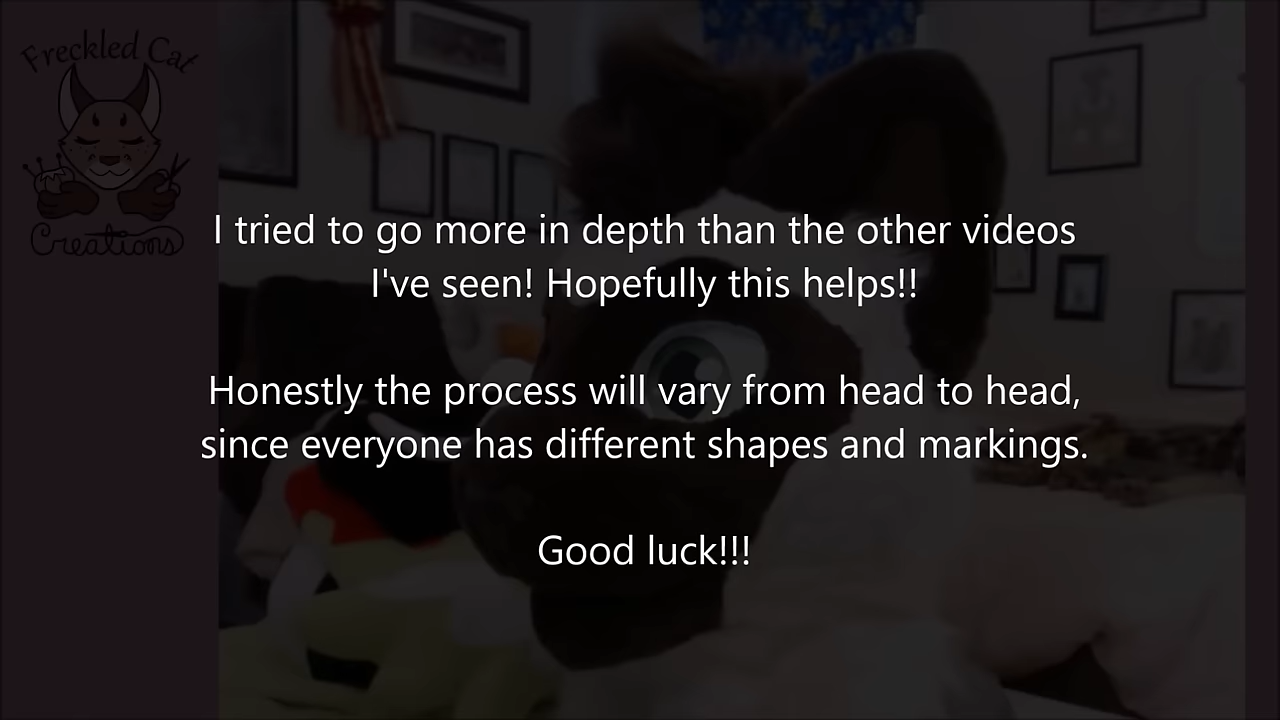 Freckled Cat
Creations
I tried to go more in depth than the other videos
I've seen! Hopefully this helps!!
Honestly the process will vary from head to head,
since everyone has different shapes and markings.
Good luck!!!